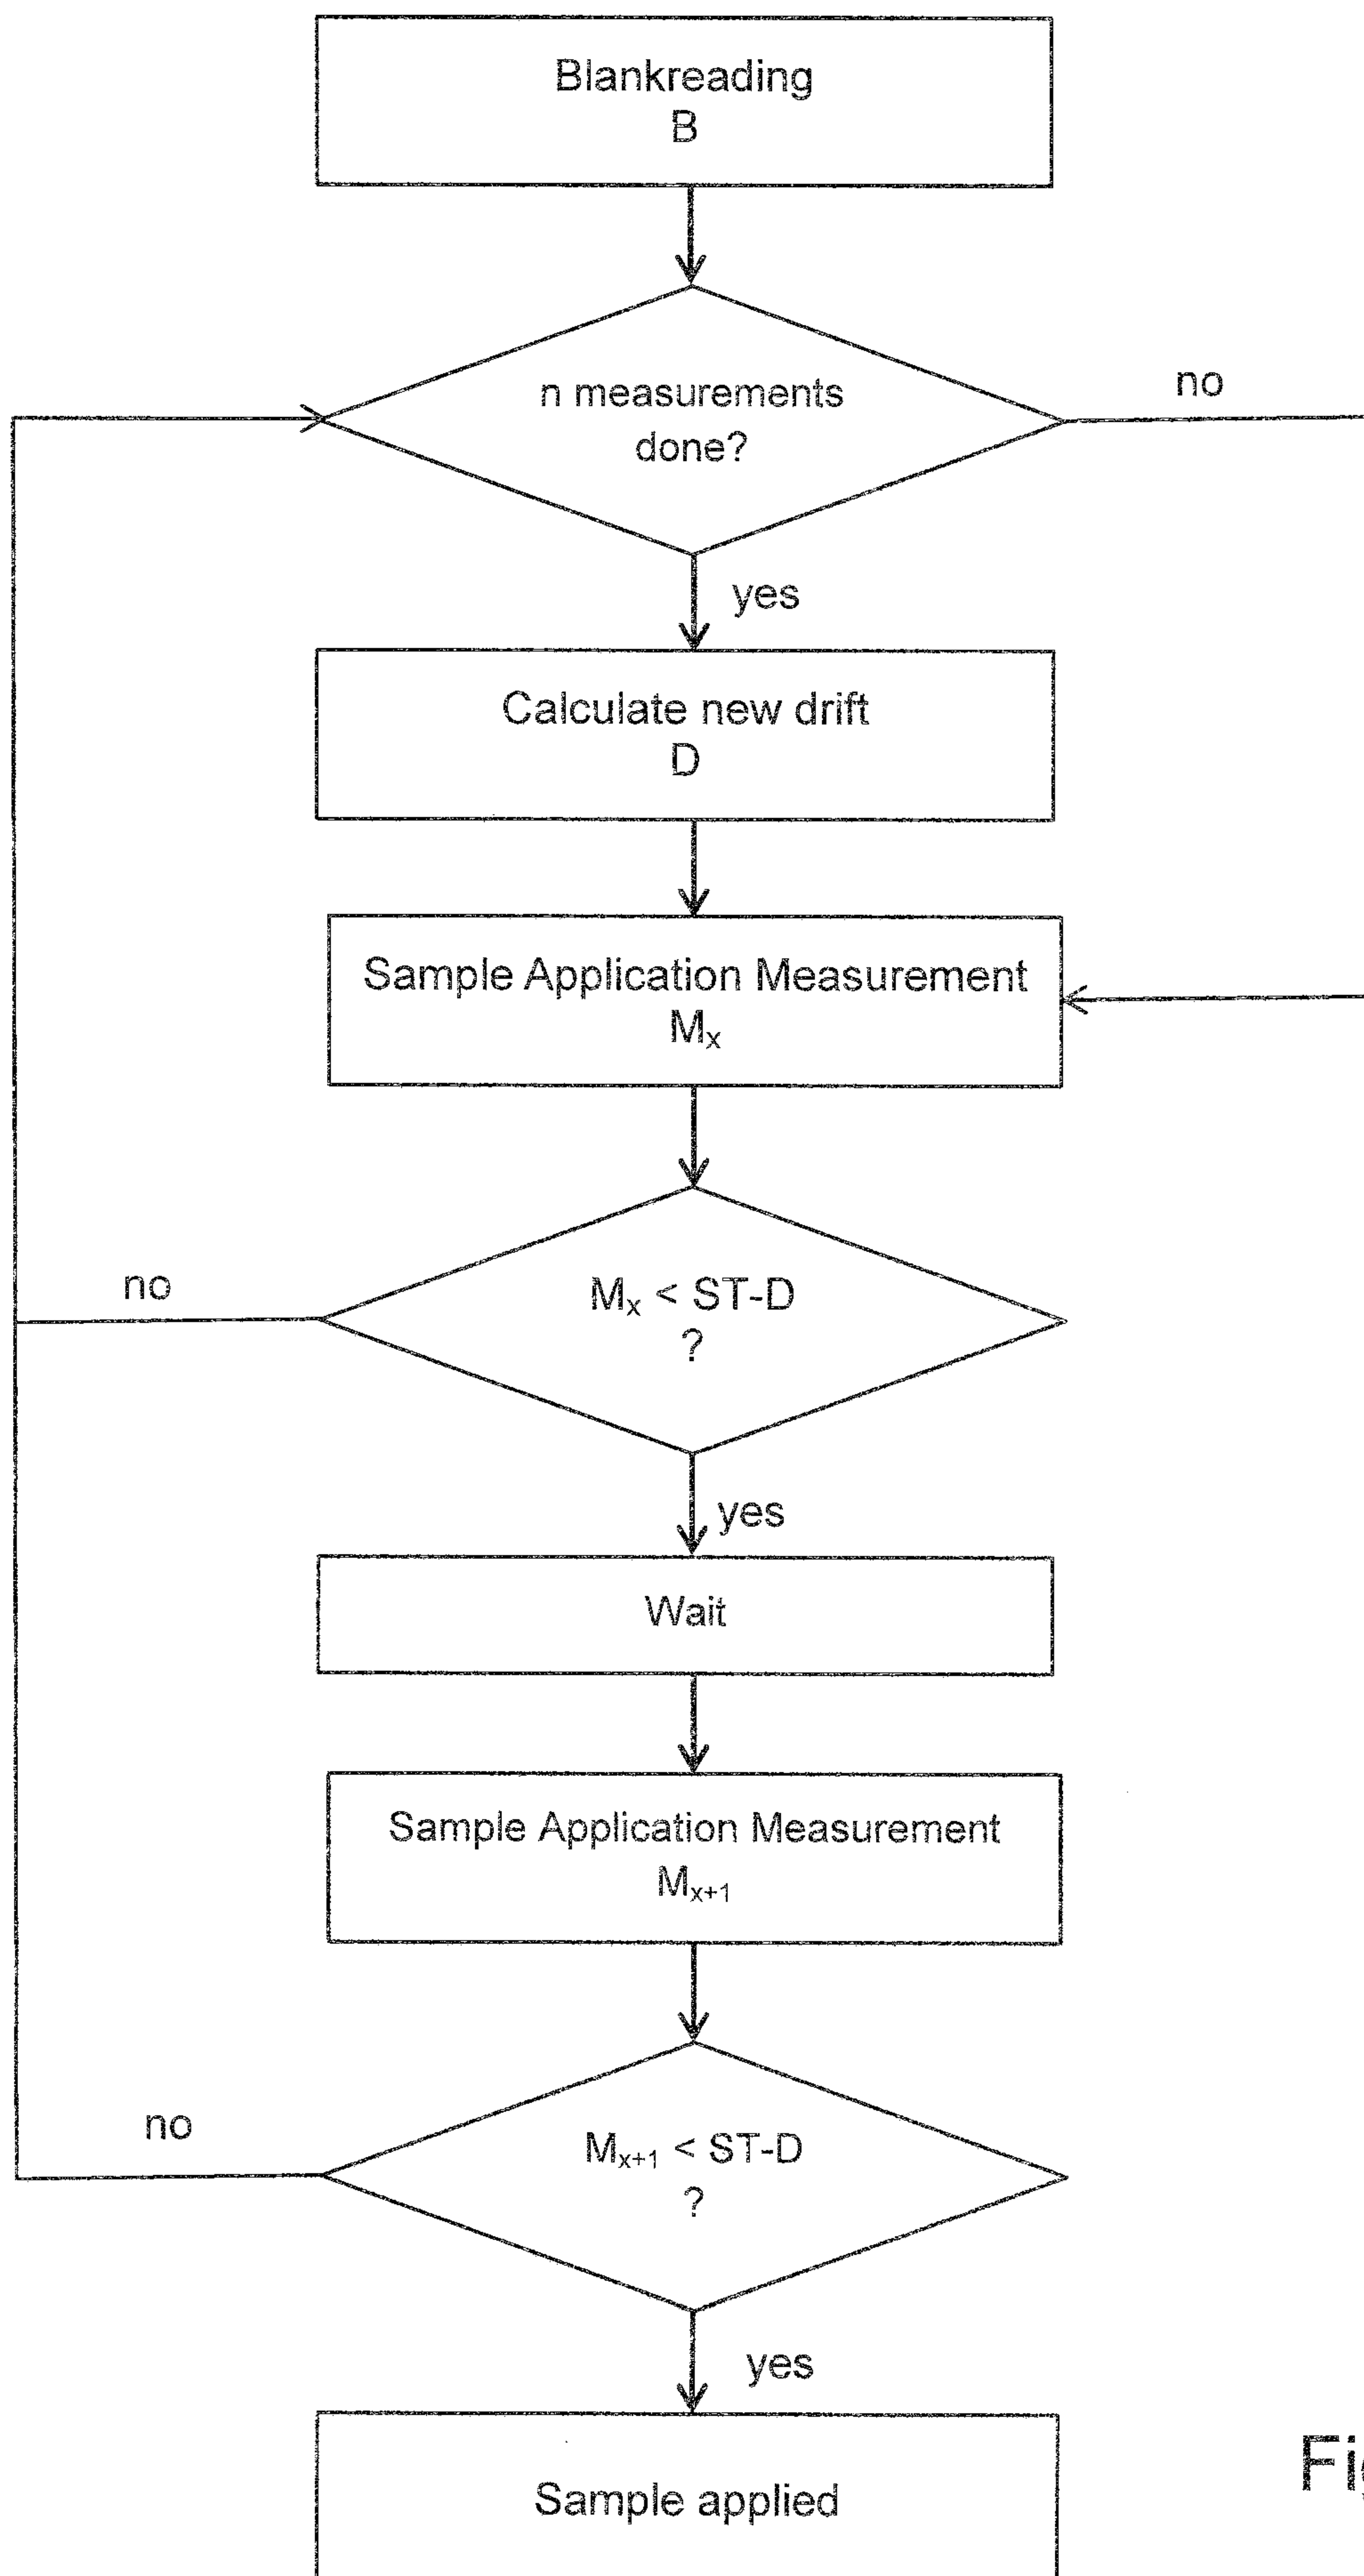 Blankreading
B
n measurements
done?
no
yes
Calculate new drift
D
Sample Application Measurement
Mₓ
Mₓ < ST-D
?
no
yes
Wait
Sample Application Measurement
Mₓ₊₁
Mₓ₊₁ < ST-D
?
no
yes
Sample applied